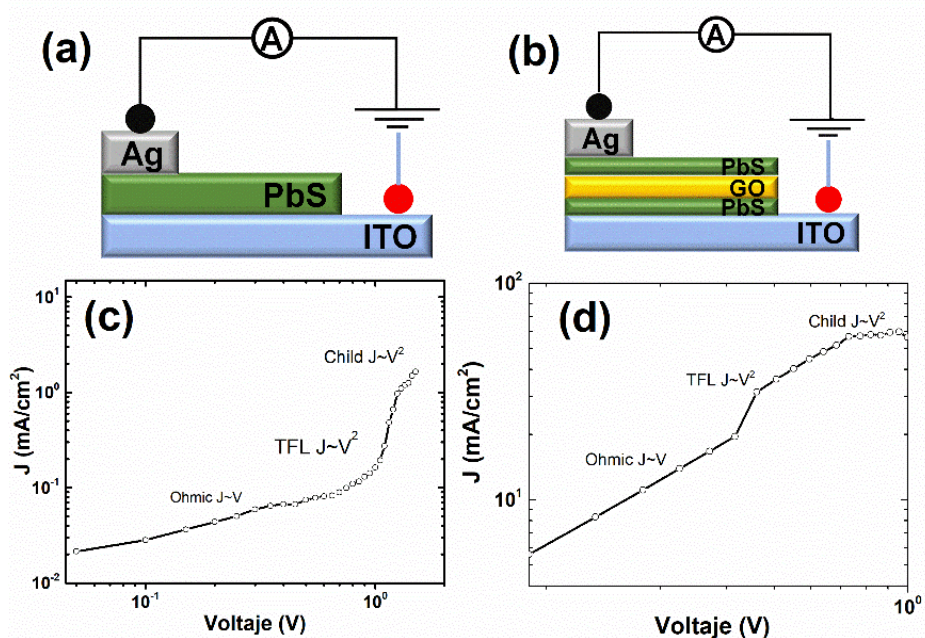 (a)
A
Ag
PbS
ITO
(b)
A
Ag
PbS
GO
PbS
ITO
(c)
10¹
10⁰
10⁻¹
10⁻²
J (mA/cm²)
Child J~V²
TFL J~V²
Ohmic J~V
10⁻¹
10⁰
Voltaje (V)
(d)
10²
10¹
J (mA/cm²)
Child J~V²
TFL J~V²
Ohmic J~V
10⁰
Voltaje (V)